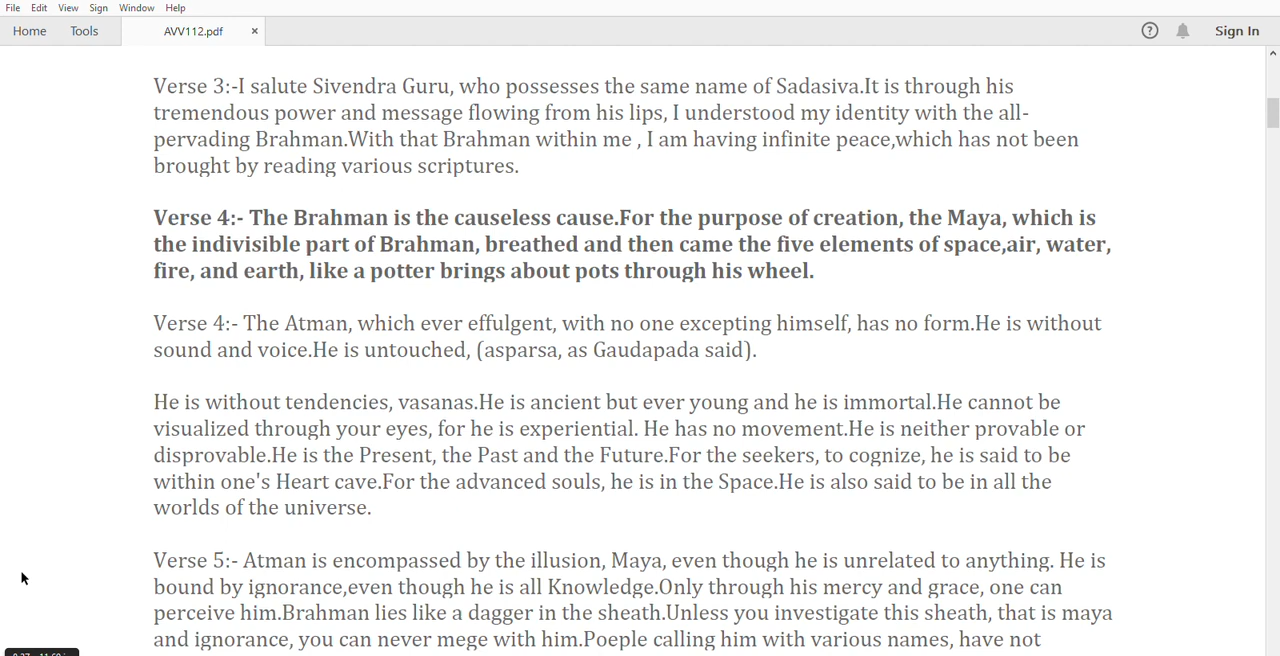 File Edit View Sign Window Help
Home Tools AVV112.pdf × ? Sign In
Verse 3:-I salute Sivendra Guru, who possesses the same name of Sadasiva.It is through his
tremendous power and message flowing from his lips, I understood my identity with the all-
pervading Brahman.With that Brahman within me , I am having infinite peace,which has not been
brought by reading various scriptures.
Verse 4:- The Brahman is the causeless cause.For the purpose of creation, the Maya, which is
the indivisible part of Brahman, breathed and then came the five elements of space,air, water,
fire, and earth, like a potter brings about pots through his wheel.
Verse 4:- The Atman, which ever effulgent, with no one excepting himself, has no form.He is without
sound and voice.He is untouched, (asparsa, as Gaudapada said).
He is without tendencies, vasanas.He is ancient but ever young and he is immortal.He cannot be
visualized through your eyes, for he is experiential. He has no movement.He is neither provable or
disprovable.He is the Present, the Past and the Future.For the seekers, to cognize, he is said to be
within one's Heart cave.For the advanced souls, he is in the Space.He is also said to be in all the
worlds of the universe.
Verse 5:- Atman is encompassed by the illusion, Maya, even though he is unrelated to anything. He is
bound by ignorance,even though he is all Knowledge.Only through his mercy and grace, one can
perceive him.Brahman lies like a dagger in the sheath.Unless you investigate this sheath, that is maya
and ignorance, you can never mege with him.Poeple calling him with various names, have not